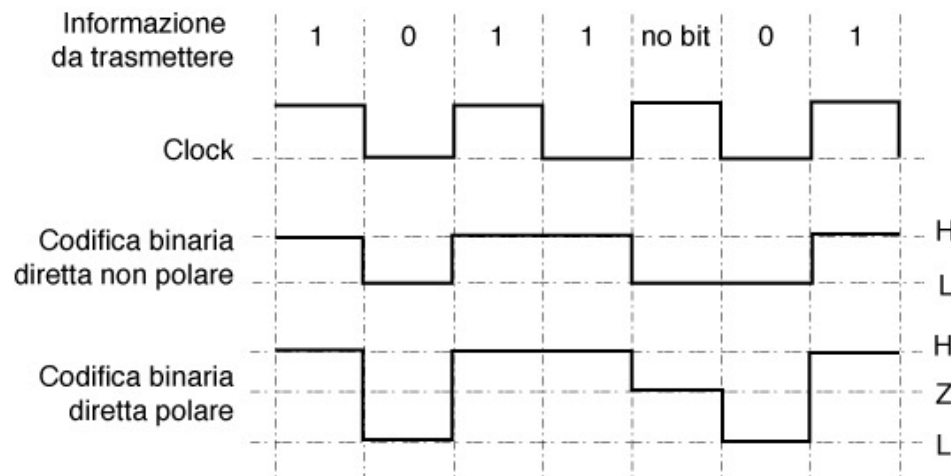 Informazione
da trasmettere
1 0 1 1 no bit 0 1
Clock
Codifica binaria
diretta non polare
H
L
Codifica binaria
diretta polare
H
Z
L